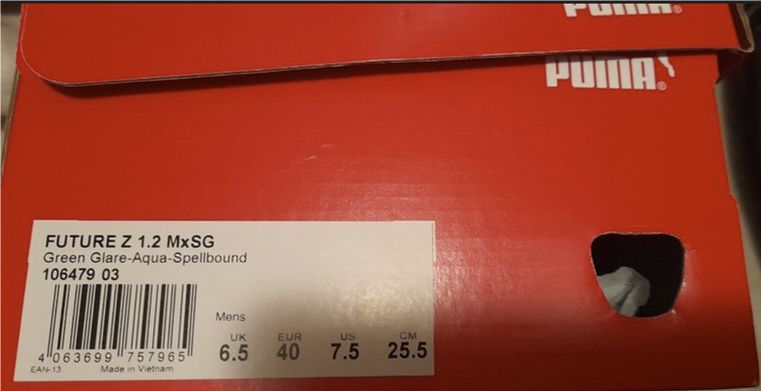 PUMA®
PUMA®
FUTURE Z 1.2 MxSG
Green Glare-Aqua-Spellbound
106479 03
Mens
UK EUR US CM
6.5 40 7.5 25.5
4 063699 757965
EAN-13 Made in Vietnam